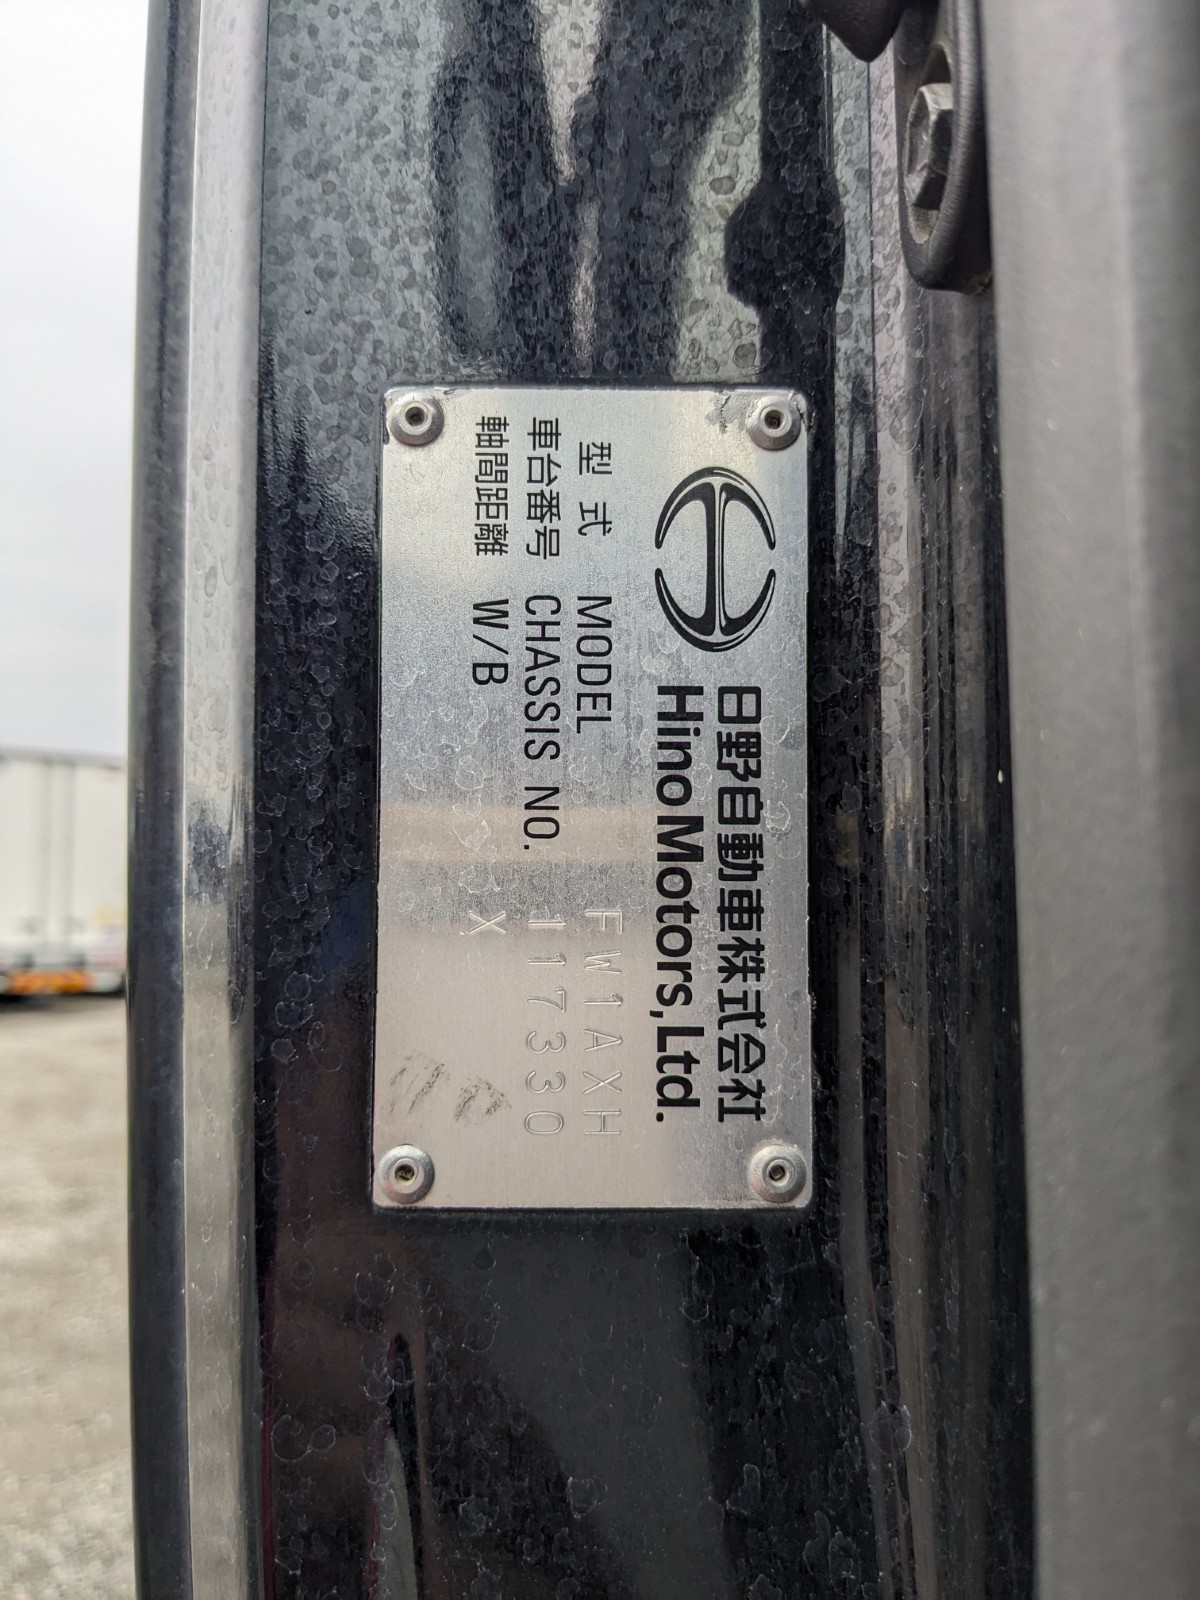 日野自動車株式会社
Hino Motors, Ltd.
型式 MODEL FW1AXH
車台番号 CHASSIS NO. 117330
軸間距離 W/B X